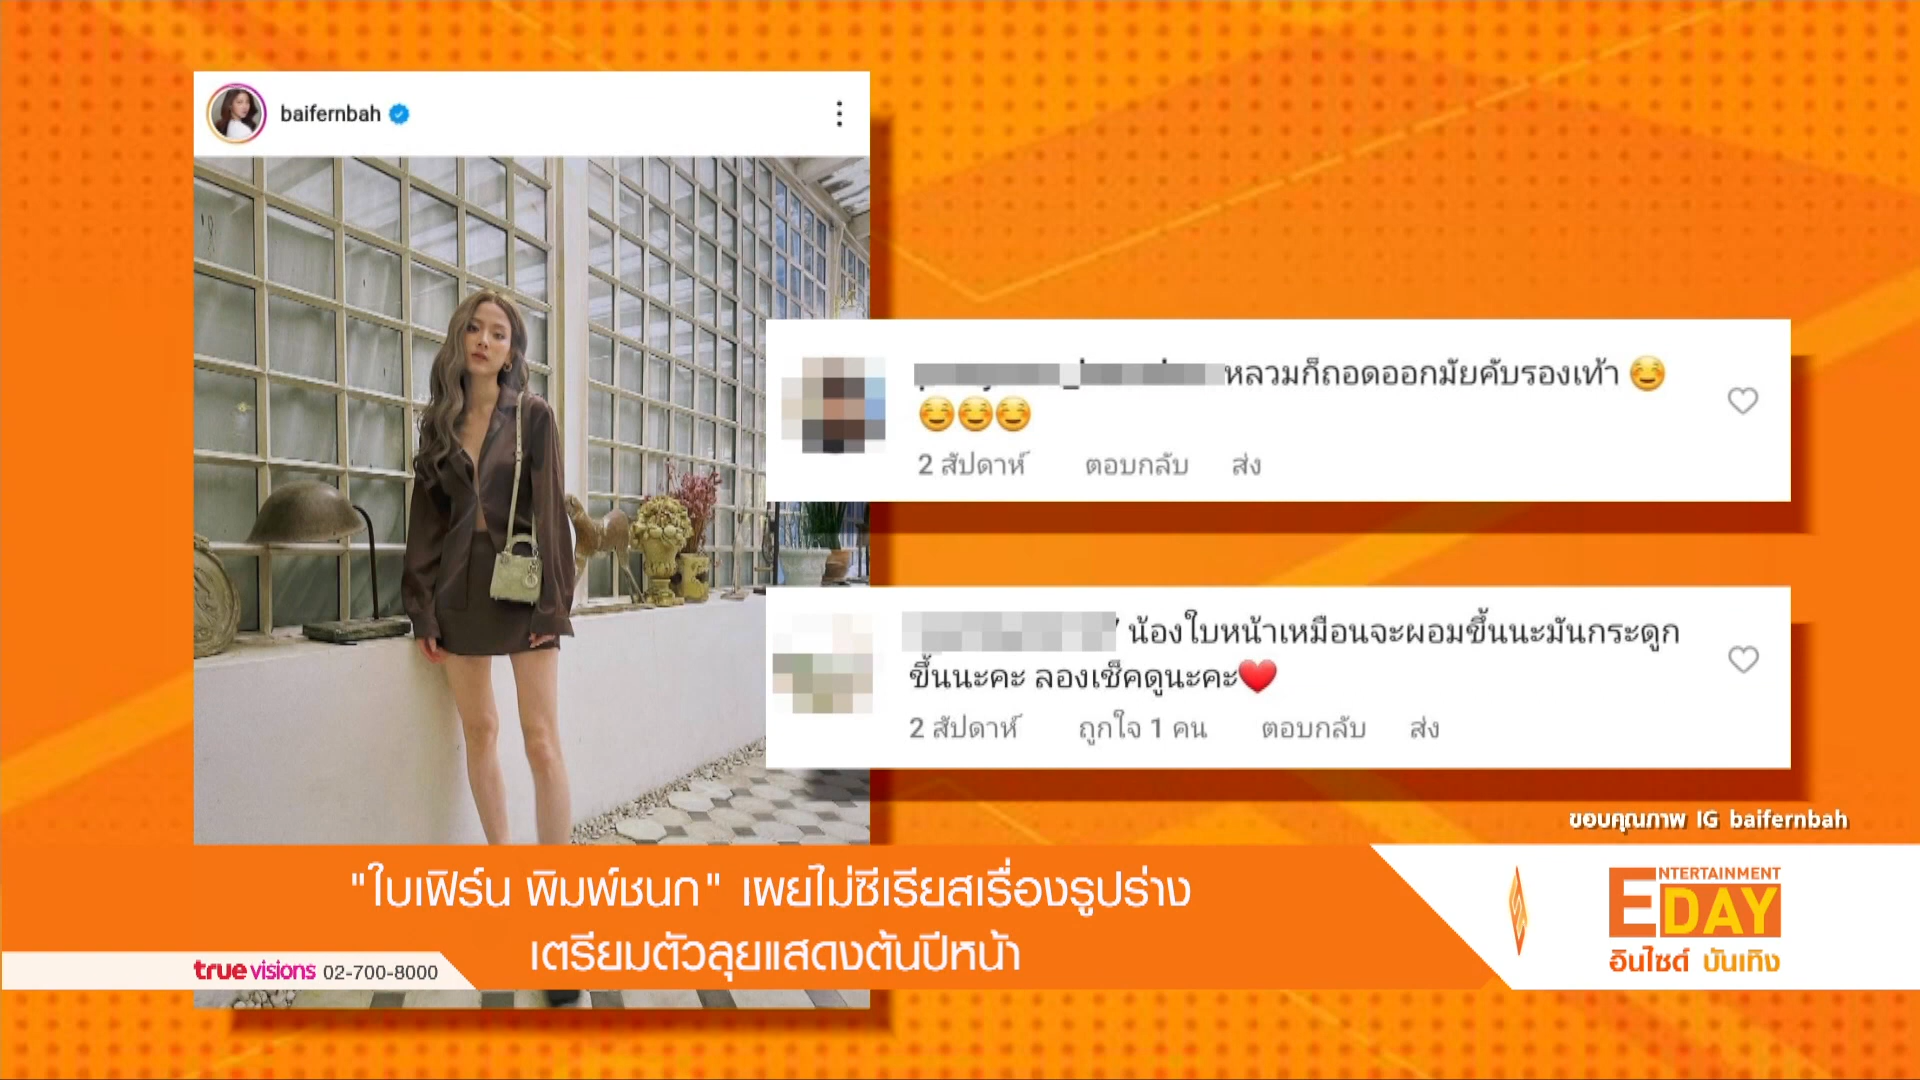 baifernbah
หลวมก็ถอดออกมัยคับรองเท้า ☺️
☺️☺️☺️
2 สัปดาห์ ตอบกลับ ส่ง
น้องใบหน้าเหมือนจะผอมขึ้นนะมันกระดูก
ขึ้นนะคะ ลองเช็คดูนะคะ❤️
2 สัปดาห์ ถูกใจ 1 คน ตอบกลับ ส่ง
ขอบคุณภาพ IG baifernbah
"ใบเฟิร์น พิมพ์ชนก" เผยไม่ซีเรียสเรื่องรูปร่าง
เตรียมตัวลุยแสดงต้นปีหน้า
truevisions 02-700-8000
ENTERTAINMENT
DAY
อินไซด์ บันเทิง